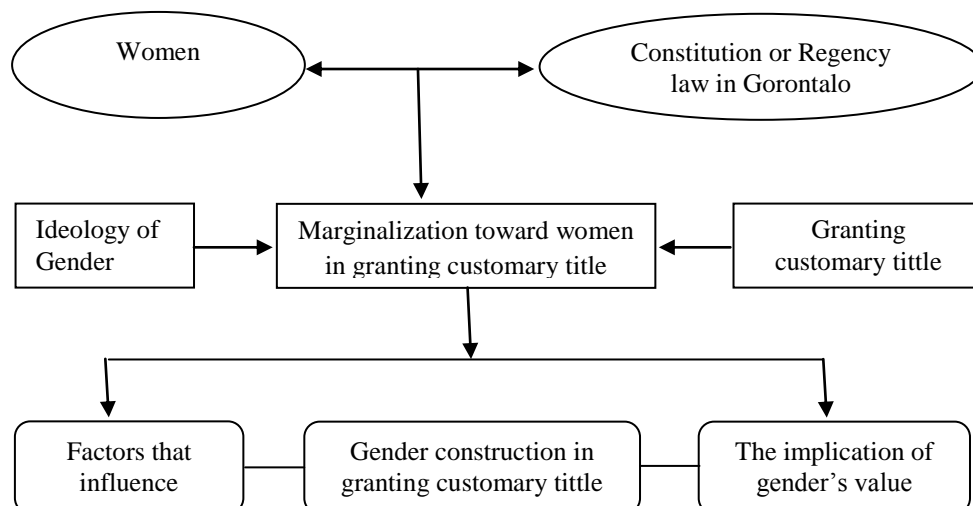 Women
Constitution or Regency
law in Gorontalo
Ideology of
Gender
Marginalization toward women
in granting customary title
Granting
customary tittle
Factors that
influence
Gender construction in
granting customary tittle
The implication of
gender's value